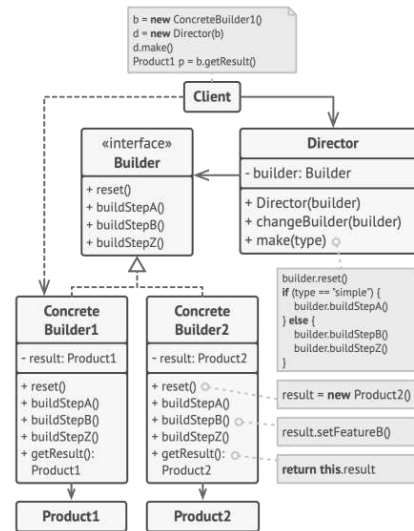 b = new ConcreteBuilder1()
d = new Director(b)
d.make()
Product1 p = b.getResult()
Client
«interface»
Builder
+ reset()
+ buildStepA()
+ buildStepB()
+ buildStepZ()
Director
- builder: Builder
+ Director(builder)
+ changeBuilder(builder)
+ make(type)
builder.reset()
if (type == "simple") {
builder.buildStepA()
} else {
builder.buildStepB()
builder.buildStepZ()
}
Concrete
Builder1
- result: Product1
+ reset()
+ buildStepA()
+ buildStepB()
+ buildStepZ()
+ getResult():
Product1
Concrete
Builder2
- result: Product2
+ reset()
+ buildStepA()
+ buildStepB()
+ buildStepZ()
+ getResult():
Product2
result = new Product2()
result.setFeatureB()
return this.result
Product1
Product2